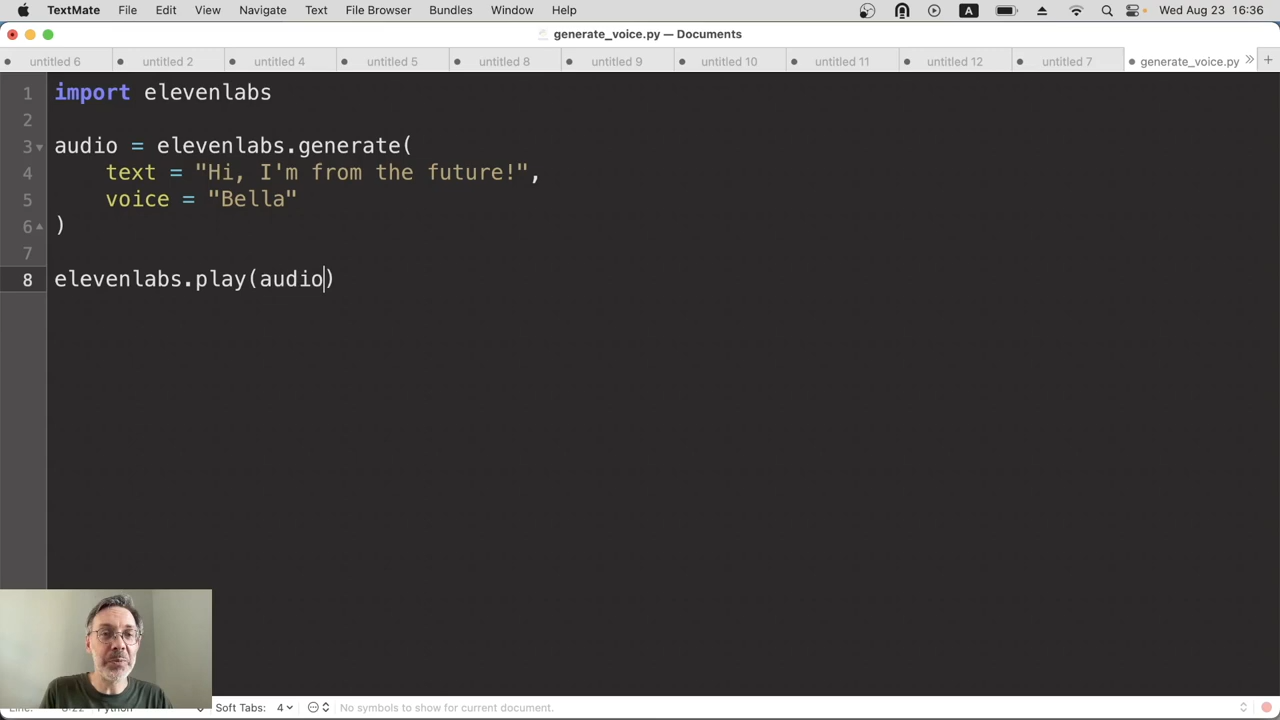 TextMate File Edit View Navigate Text File Browser Bundles Window Help A Wed Aug 23 16:36
generate_voice.py — Documents
untitled 6 untitled 2 untitled 4 untitled 5 untitled 8 untitled 9 untitled 10 untitled 11 untitled 12 untitled 7 generate_voice.py » +
1 import elevenlabs
2
3 audio = elevenlabs.generate(
4 text = "Hi, I'm from the future!",
5 voice = "Bella"
6 )
7
8 elevenlabs.play(audio)
Soft Tabs: 4 No symbols to show for current document.